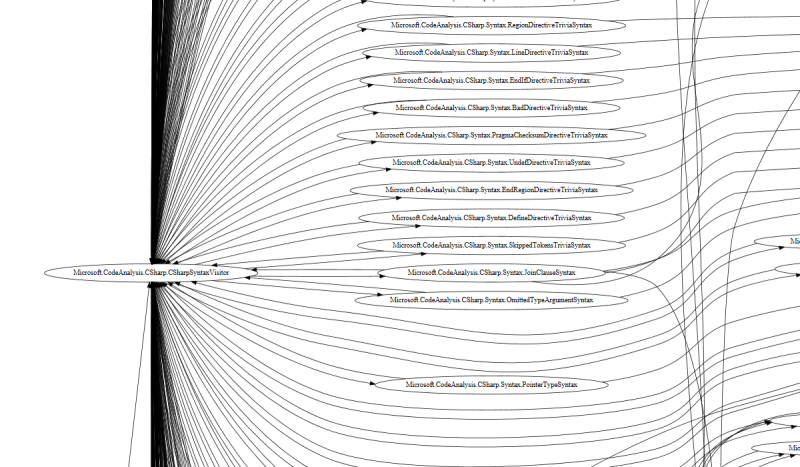 Microsoft.CodeAnalysis.CSharp.Syntax.RegionDirectiveTriviaSyntax
Microsoft.CodeAnalysis.CSharp.Syntax.LineDirectiveTriviaSyntax
Microsoft.CodeAnalysis.CSharp.Syntax.EndIfDirectiveTriviaSyntax
Microsoft.CodeAnalysis.CSharp.Syntax.BadDirectiveTriviaSyntax
Microsoft.CodeAnalysis.CSharp.Syntax.PragmaChecksumDirectiveTriviaSyntax
Microsoft.CodeAnalysis.CSharp.Syntax.UndefDirectiveTriviaSyntax
Microsoft.CodeAnalysis.CSharp.Syntax.EndRegionDirectiveTriviaSyntax
Microsoft.CodeAnalysis.CSharp.Syntax.DefineDirectiveTriviaSyntax
Microsoft.CodeAnalysis.CSharp.Syntax.SkippedTokensTriviaSyntax
Microsoft.CodeAnalysis.CSharp.CSharpSyntaxVisitor
Microsoft.CodeAnalysis.CSharp.Syntax.JoinClauseSyntax
Microsoft.CodeAnalysis.CSharp.Syntax.OmittedTypeArgumentSyntax
Microsoft.CodeAnalysis.CSharp.Syntax.PointerTypeSyntax